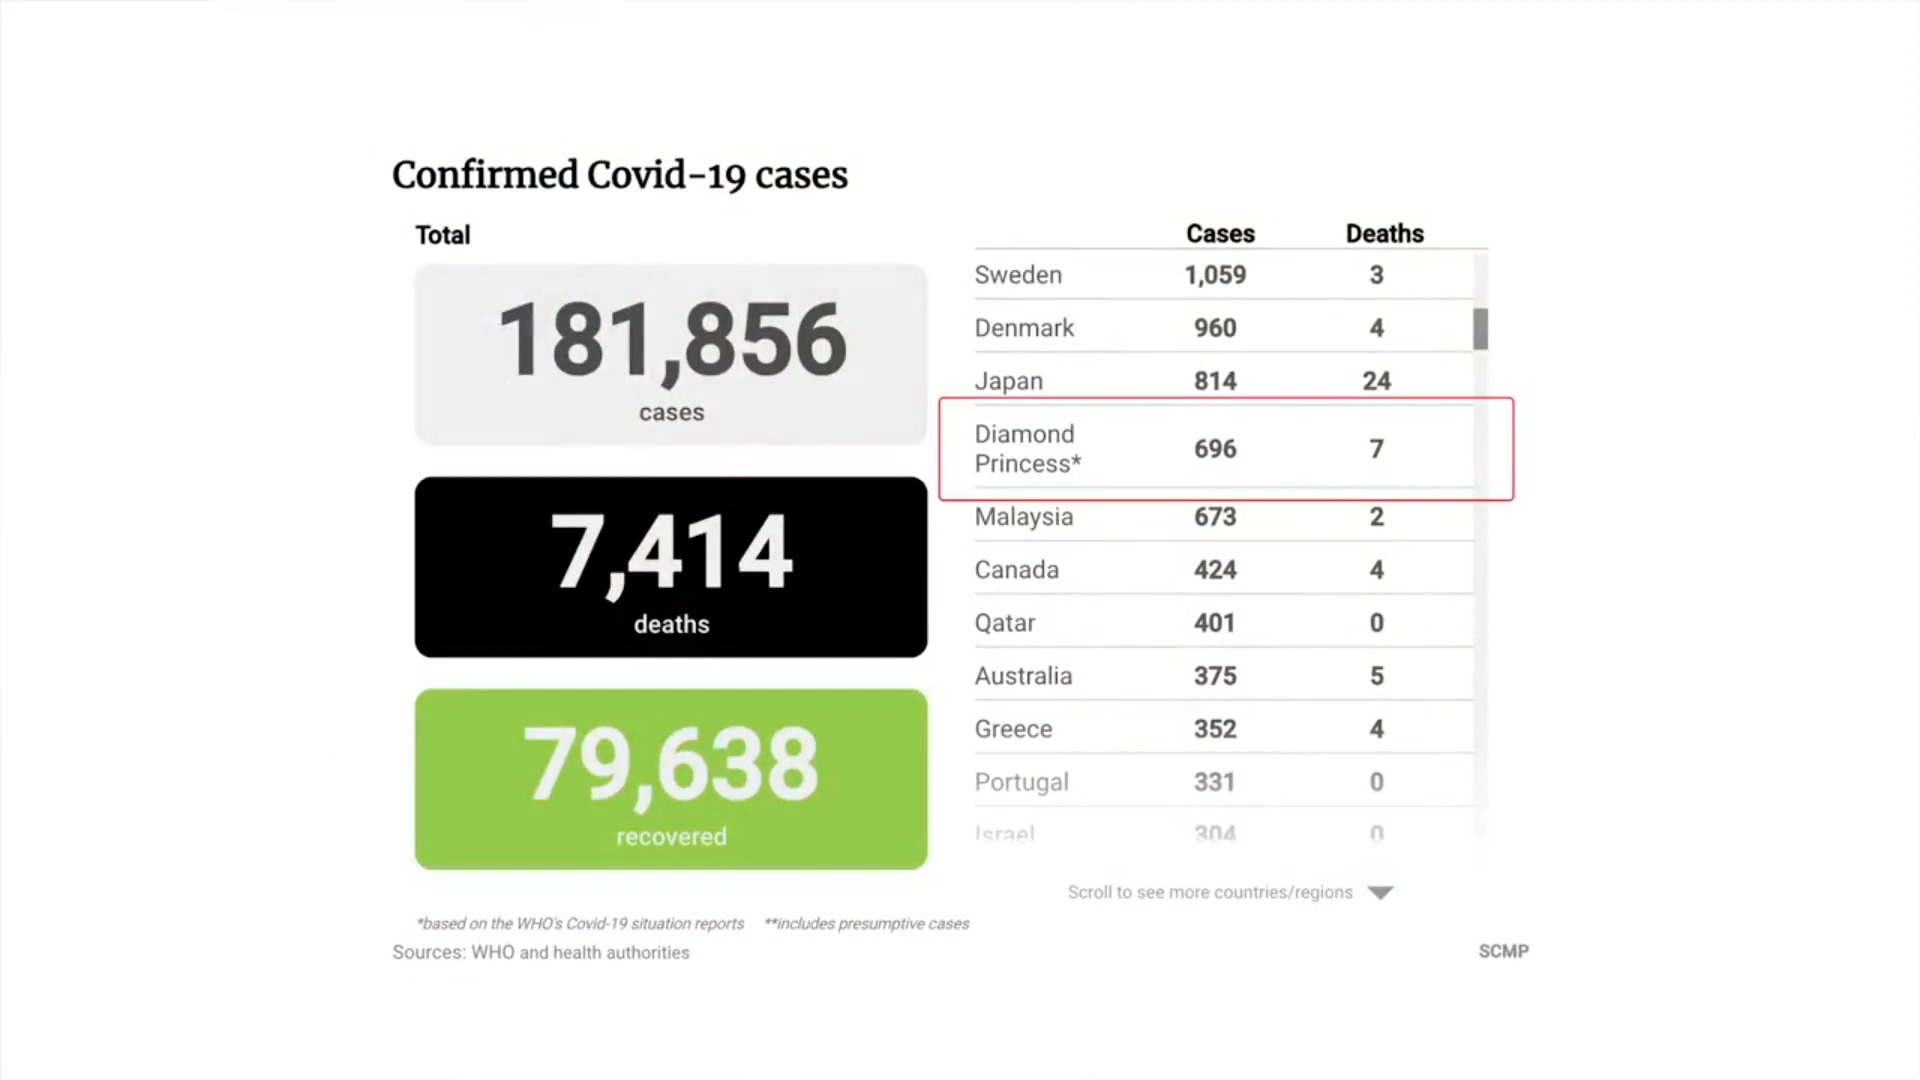 Confirmed Covid-19 cases
Total
181,856
cases
7,414
deaths
79,638
recovered
Cases Deaths
Sweden 1,059 3
Denmark 960 4
Japan 814 24
Diamond
Princess* 696 7
Malaysia 673 2
Canada 424 4
Qatar 401 0
Australia 375 5
Greece 352 4
Portugal 331 0
Israel 304 0
Scroll to see more countries/regions
*based on the WHO's Covid-19 situation reports **includes presumptive cases
Sources: WHO and health authorities
SCMP